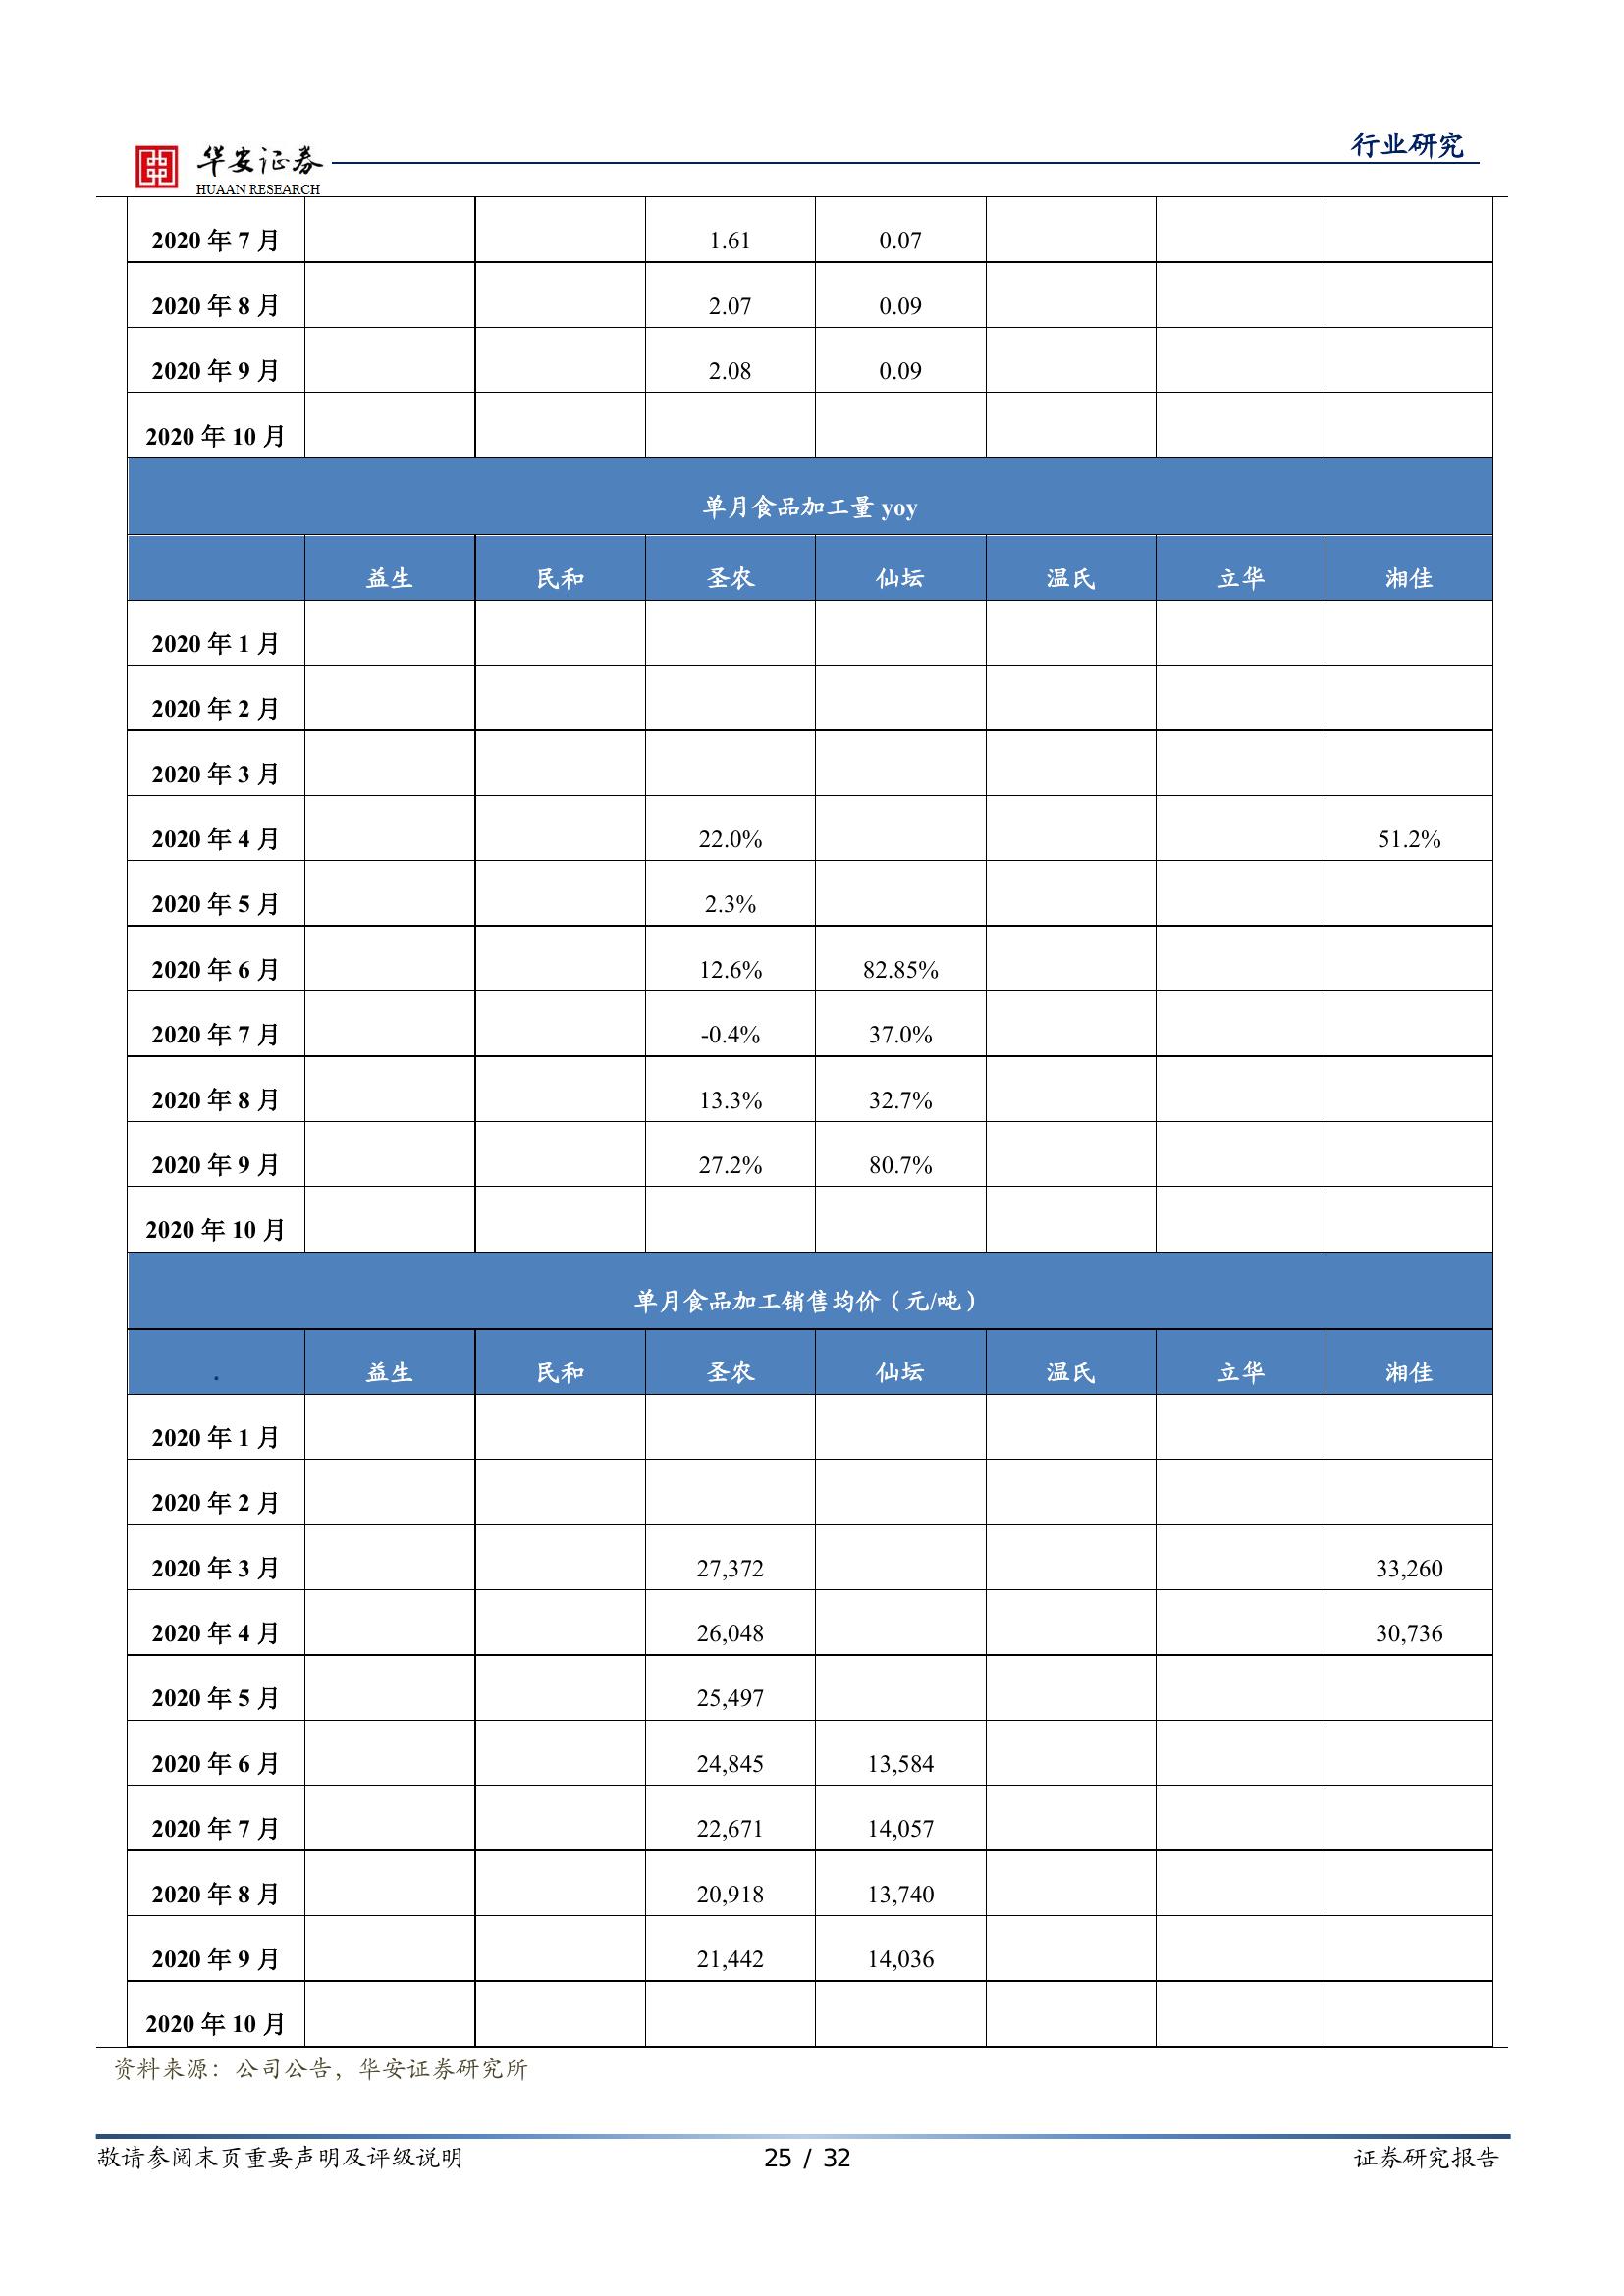 华安证券
HUAAN RESEARCH
行业研究
2020 年 7 月 1.61 0.07
2020 年 8 月 2.07 0.09
2020 年 9 月 2.08 0.09
2020 年 10 月
单月食品加工量 yoy
益生 民和 圣农 仙坛 温氏 立华 湘佳
2020 年 1 月
2020 年 2 月
2020 年 3 月
2020 年 4 月 22.0% 51.2%
2020 年 5 月 2.3%
2020 年 6 月 12.6% 82.85%
2020 年 7 月 -0.4% 37.0%
2020 年 8 月 13.3% 32.7%
2020 年 9 月 27.2% 80.7%
2020 年 10 月
单月食品加工销售均价（元/吨）
. 益生 民和 圣农 仙坛 温氏 立华 湘佳
2020 年 1 月
2020 年 2 月
2020 年 3 月 27,372 33,260
2020 年 4 月 26,048 30,736
2020 年 5 月 25,497
2020 年 6 月 24,845 13,584
2020 年 7 月 22,671 14,057
2020 年 8 月 20,918 13,740
2020 年 9 月 21,442 14,036
2020 年 10 月
资料来源：公司公告，华安证券研究所
敬请参阅末页重要声明及评级说明 25 / 32 证券研究报告